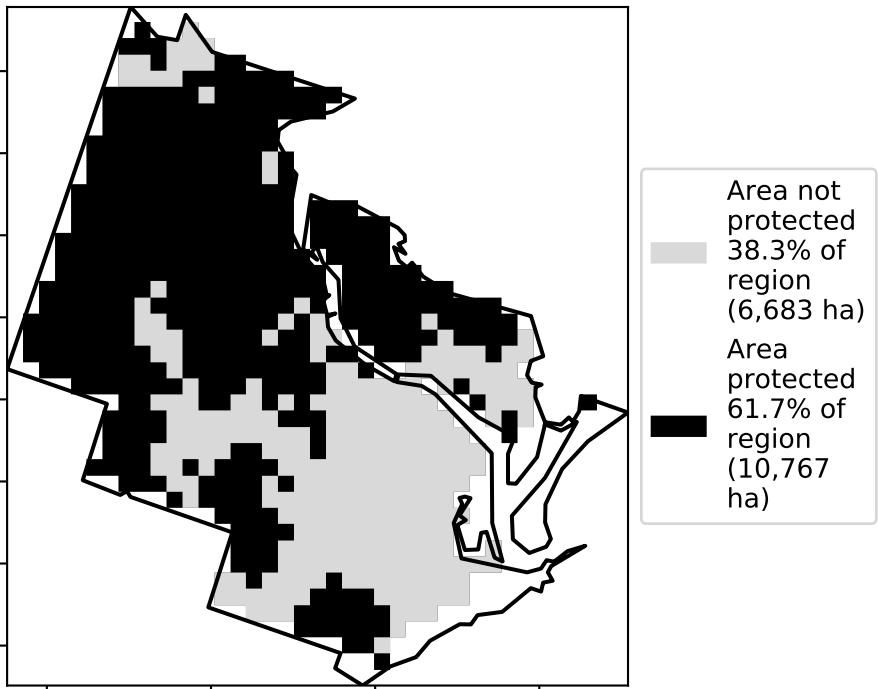 Area not
protected
38.3% of
region
(6,683 ha)
Area
protected
61.7% of
region
(10,767
ha)